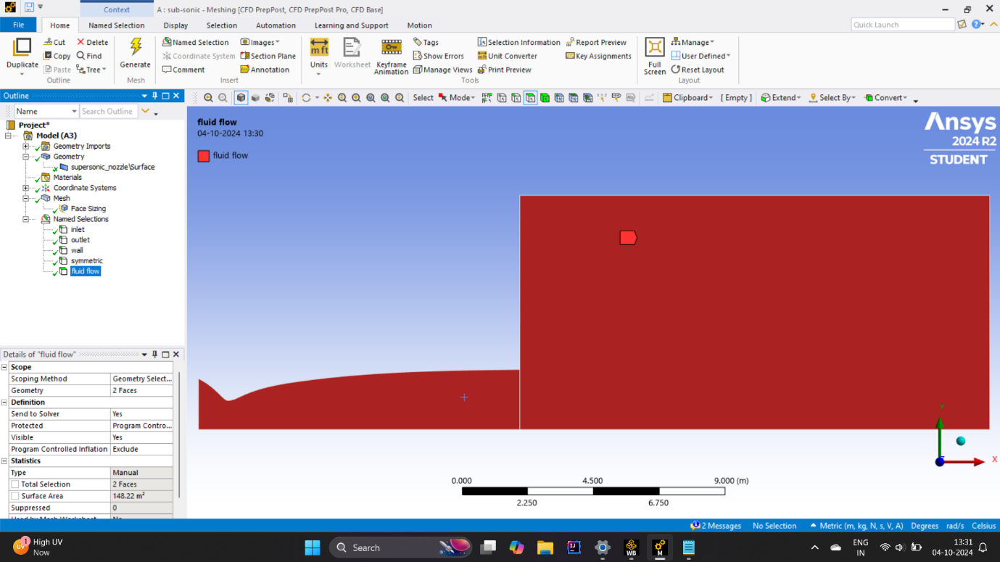 Context
A : sub-sonic - Meshing [CFD PrepPost, CFD PrepPost Pro, CFD Base]
File
Home
Named Selection
Display
Selection
Automation
Learning and Support
Motion
Quick Launch
Duplicate
Cut
Copy
Paste
Delete
Find
Tree
Outline
Generate
Mesh
Named Selection
Coordinate System
Comment
Images
Section Plane
Annotation
Insert
mft
Units
Worksheet
Keyframe
Animation
Tags
Show Errors
Manage Views
Selection Information
Unit Converter
Print Preview
Report Preview
Key Assignments
Tools
Full
Screen
Manage
User Defined
Reset Layout
Layout
Outline
Name
Search Outline
Select
Mode
Clipboard
[ Empty ]
Extend
Select By
Convert
Project*
Model (A3)
Geometry Imports
Geometry
supersonic_nozzle\Surface
Materials
Coordinate Systems
Mesh
Face Sizing
Named Selections
inlet
outlet
wall
symmetric
fluid flow
fluid flow
04-10-2024 13:30
fluid flow
Ansys
2024 R2
STUDENT
Details of "fluid flow"
Scope
Scoping Method Geometry Select...
Geometry 2 Faces
Definition
Send to Solver Yes
Protected Program Contro...
Visible Yes
Program Controlled Inflation Exclude
Statistics
Type Manual
Total Selection 2 Faces
Surface Area 148.22 m²
Suppressed 0
Used by Mesh Worksheet No
Y
X
Z
0.000 4.500 9.000 (m)
2.250 6.750
2 Messages
No Selection
Metric (m, kg, N, s, V, A)
Degrees
rad/s
Celsius
1
UV
High UV
Now
Search
WB
M
ENG
IN
13:31
04-10-2024